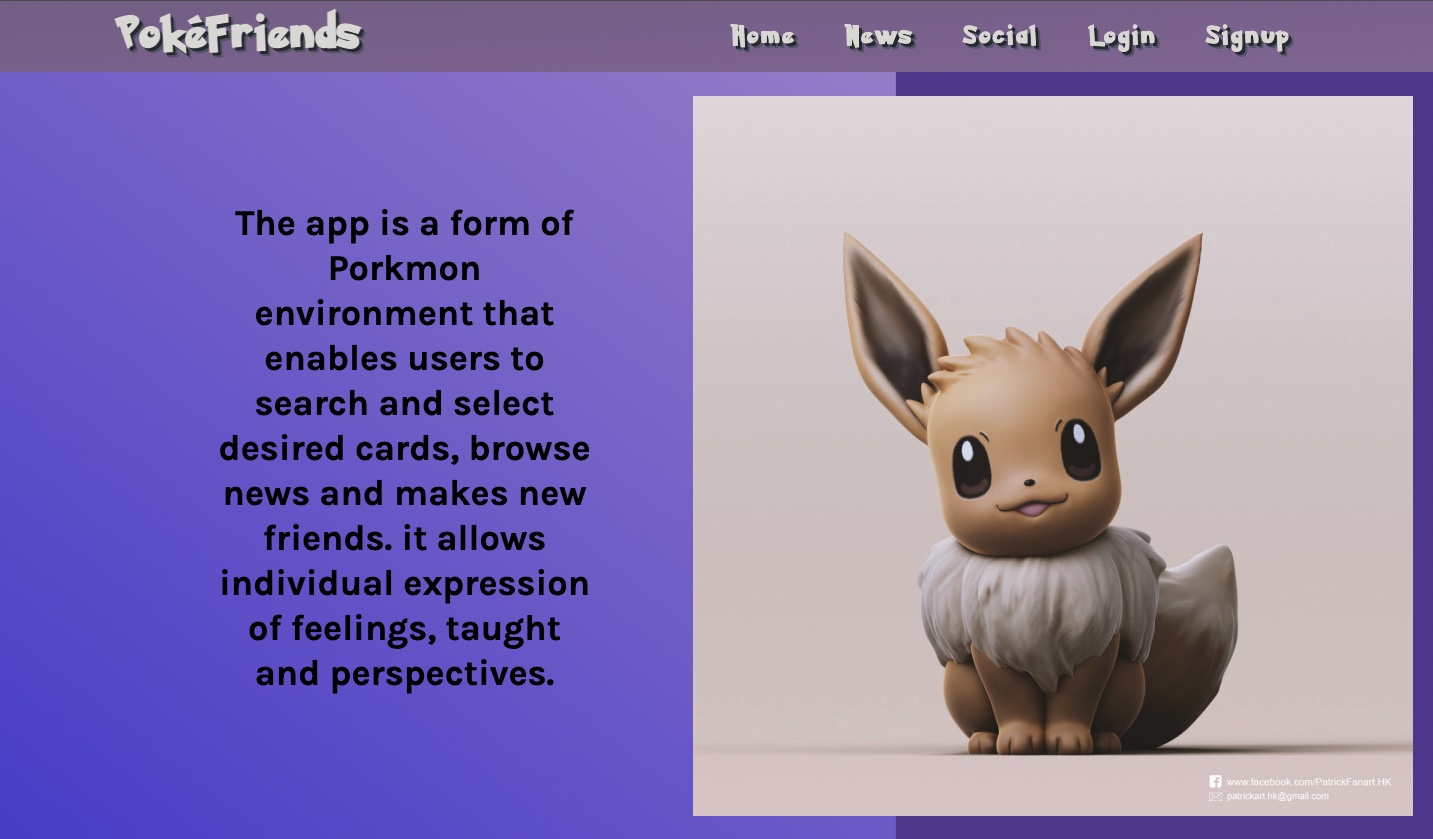 PokéFriends
Home News Social Login Signup
The app is a form of
Porkmon
environment that
enables users to
search and select
desired cards, browse
news and makes new
friends. it allows
individual expression
of feelings, taught
and perspectives.
www.facebook.com/PatrickFanart.HK
patrickart.hk@gmail.com